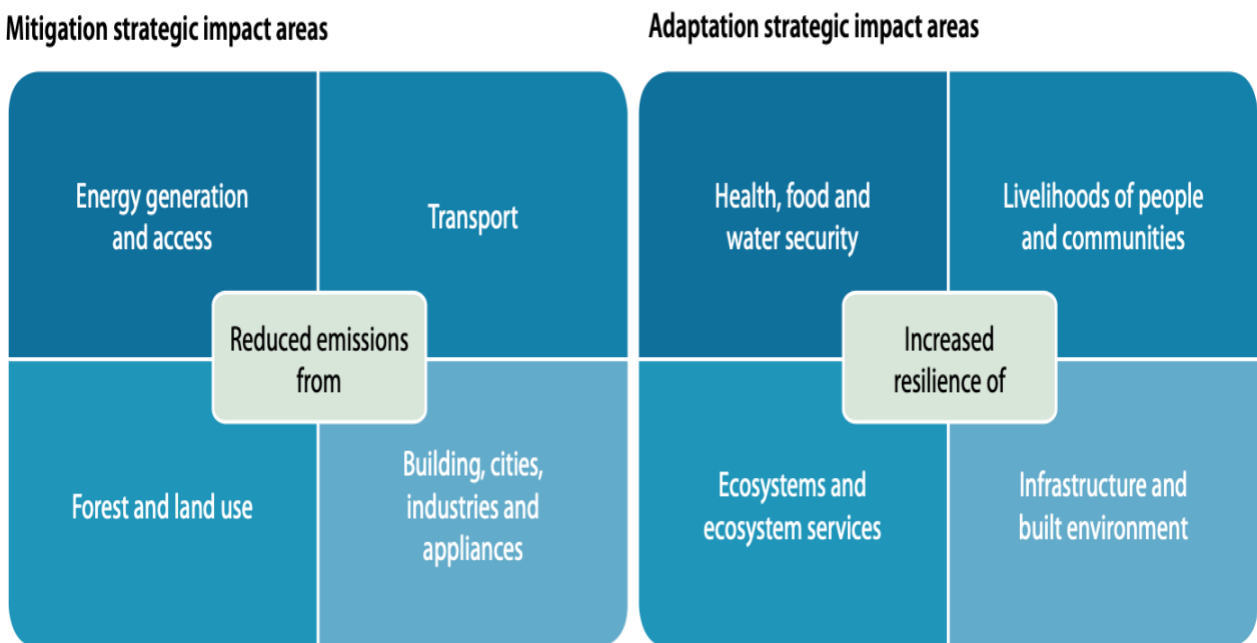 Mitigation strategic impact areas
Energy generation
and access
Transport
Reduced emissions
from
Forest and land use
Building, cities,
industries and
appliances
Adaptation strategic impact areas
Health, food and
water security
Livelihoods of people
and communities
Increased
resilience of
Ecosystems and
ecosystem services
Infrastructure and
built environment